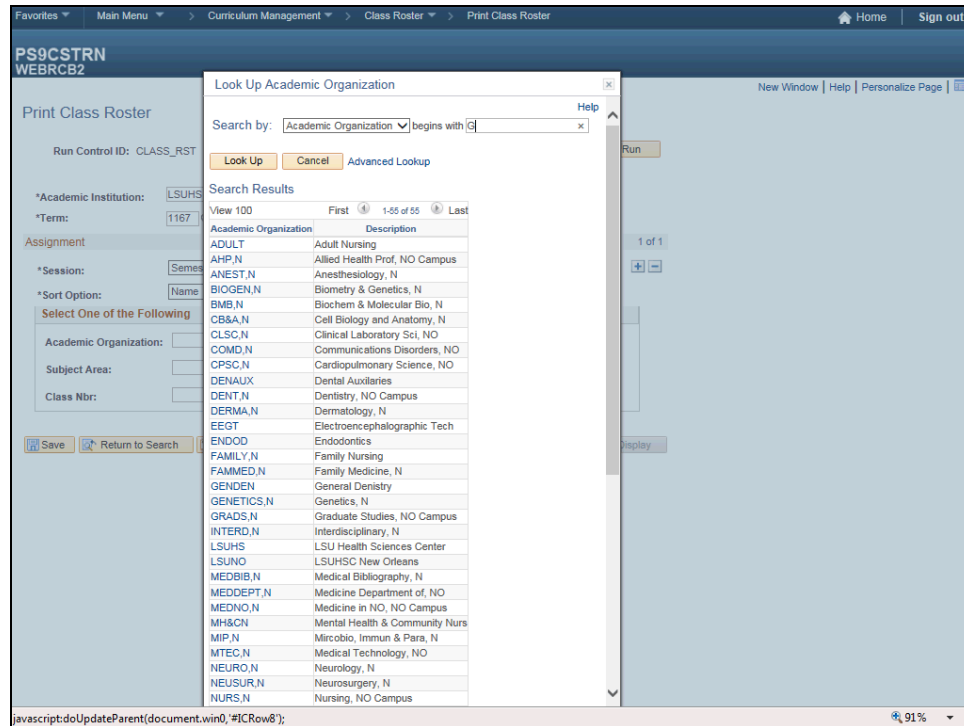 Favorites Main Menu > Curriculum Management > Class Roster > Print Class Roster Home Sign out
PS9CSTRN
WEBRCB2
New Window | Help | Personalize Page |
Print Class Roster
Run Control ID: CLASS_RST
Run
*Academic Institution: LSUHS
*Term: 1167
Assignment 1 of 1
*Session: Semes
*Sort Option: Name
Select One of the Following
Academic Organization:
Subject Area:
Class Nbr:
Save Return to Search Display
Look Up Academic Organization
Help
Search by: Academic Organization begins with G
Look Up Cancel Advanced Lookup
Search Results
View 100 First 1-55 of 55 Last
Academic Organization Description
ADULT Adult Nursing
AHP,N Allied Health Prof, NO Campus
ANEST,N Anesthesiology, N
BIOGEN,N Biometry & Genetics, N
BMB,N Biochem & Molecular Bio, N
CB&A,N Cell Biology and Anatomy, N
CLSC,N Clinical Laboratory Sci, NO
COMD,N Communications Disorders, NO
CPSC,N Cardiopulmonary Science, NO
DENAUX Dental Auxilaries
DENT,N Dentistry, NO Campus
DERMA,N Dermatology, N
EEGT Electroencephalographic Tech
ENDOD Endodontics
FAMILY,N Family Nursing
FAMMED,N Family Medicine, N
GENDEN General Denistry
GENETICS,N Genetics, N
GRADS,N Graduate Studies, NO Campus
INTERD,N Interdisciplinary, N
LSUHS LSU Health Sciences Center
LSUNO LSUHSC New Orleans
MEDBIB,N Medical Bibliography, N
MEDDEPT,N Medicine Department of, NO
MEDNO,N Medicine in NO, NO Campus
MH&CN Mental Health & Community Nurs
MIP,N Mircobio, Immun & Para, N
MTEC,N Medical Technology, NO
NEURO,N Neurology, N
NEUSUR,N Neurosurgery, N
NURS,N Nursing, NO Campus
javascript:doUpdateParent(document.win0,'#ICRow8'); 91%